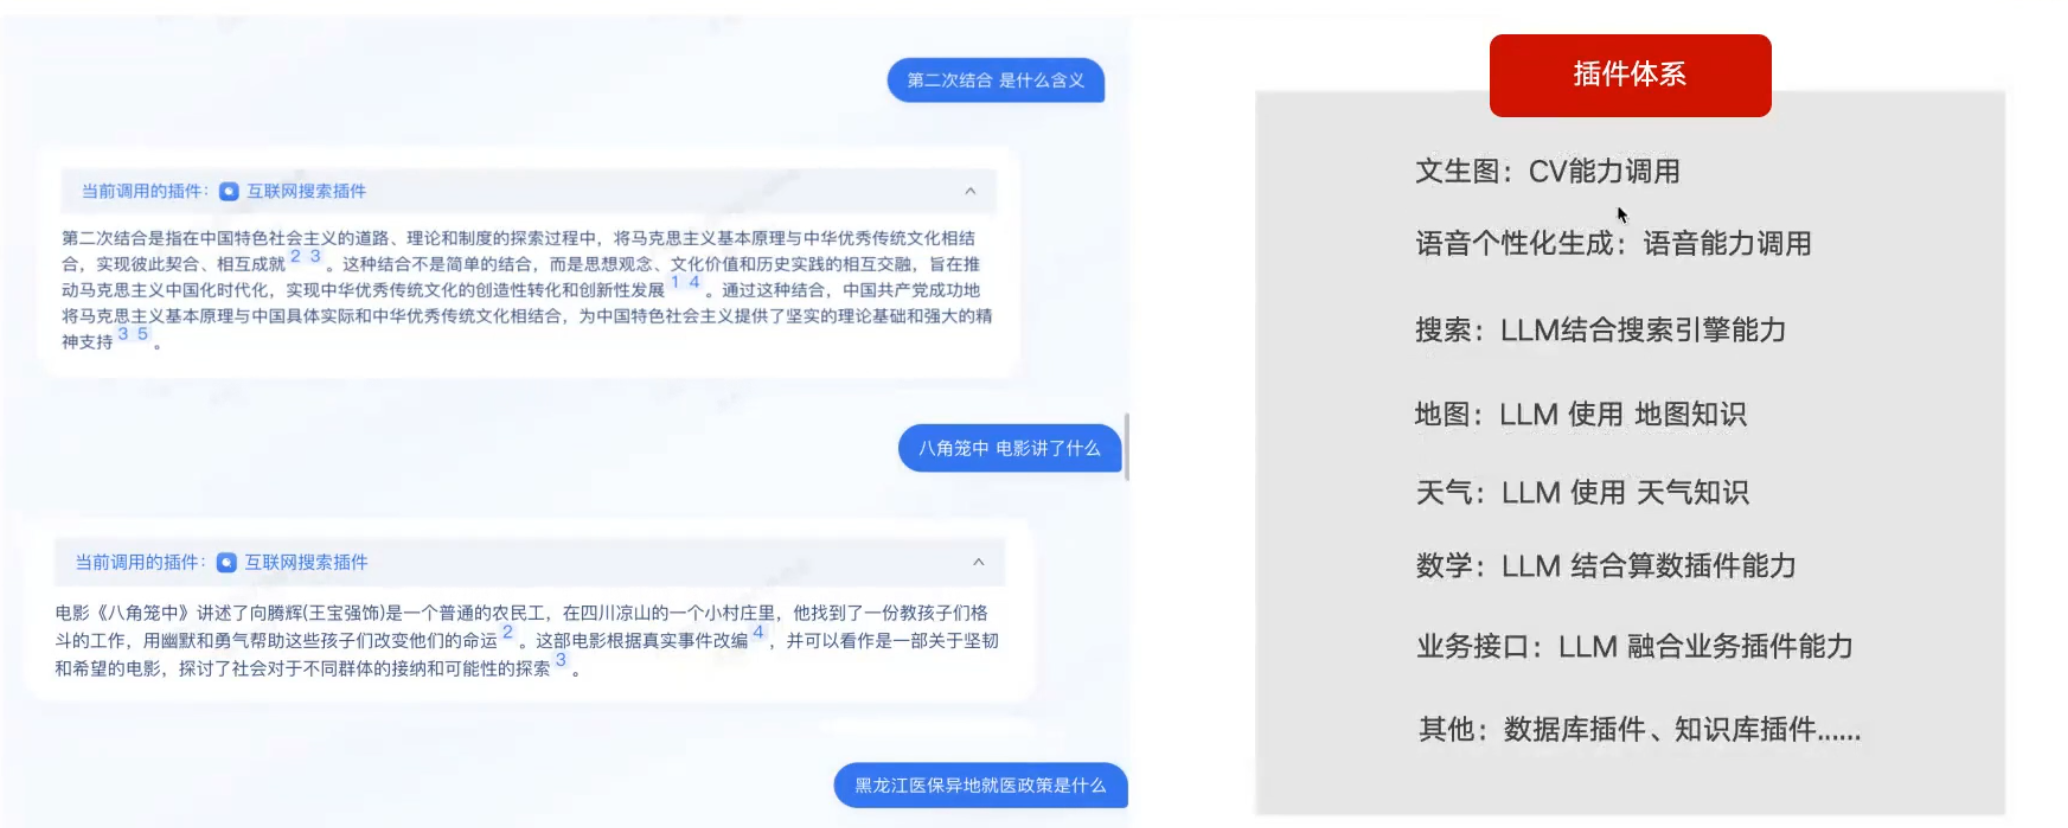 第二次结合 是什么含义
当前调用的插件： 互联网搜索插件
第二次结合是指在中国特色社会主义的道路、理论和制度的探索过程中，将马克思主义基本原理与中华优秀传统文化相结
合，实现彼此契合、相互成就 2 3 。这种结合不是简单的结合，而是思想观念、文化价值和历史实践的相互交融，旨在推
动马克思主义中国化时代化，实现中华优秀传统文化的创造性转化和创新性发展 1 4 。通过这种结合，中国共产党成功地
将马克思主义基本原理与中国具体实际和中华优秀传统文化相结合，为中国特色社会主义提供了坚实的理论基础和强大的精
神支持 3 5 。
八角笼中 电影讲了什么
当前调用的插件： 互联网搜索插件
电影《八角笼中》讲述了向腾辉(王宝强饰)是一个普通的农民工，在四川凉山的一个小村庄里，他找到了一份教孩子们格
斗的工作，用幽默和勇气帮助这些孩子们改变他们的命运 2 。这部电影根据真实事件改编 4 ，并可以看作是一部关于坚韧
和希望的电影，探讨了社会对于不同群体的接纳和可能性的探索 3 。
黑龙江医保异地就医政策是什么
插件体系
文生图：CV能力调用
语音个性化生成：语音能力调用
搜索：LLM结合搜索引擎能力
地图：LLM 使用 地图知识
天气：LLM 使用 天气知识
数学：LLM 结合算数插件能力
业务接口：LLM 融合业务插件能力
其他：数据库插件、知识库插件......